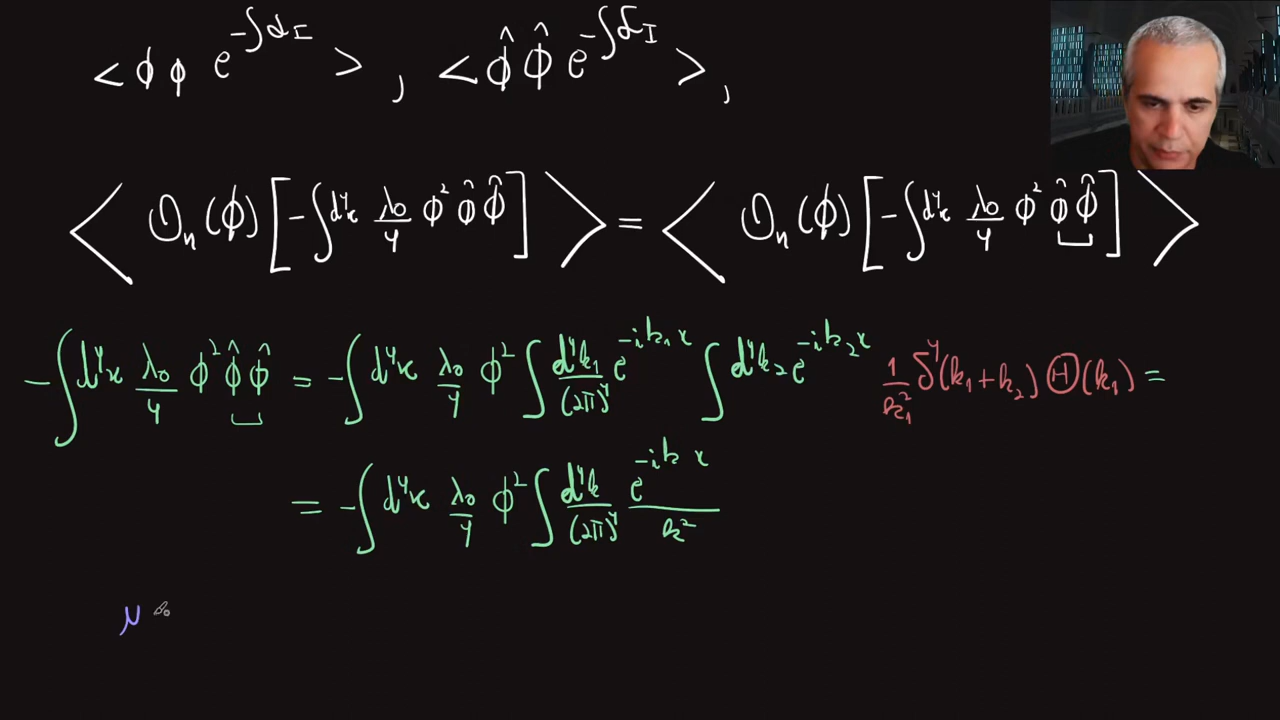 < φ φ e^{-∫ℒ_I} > , < φ̂ φ̂ e^{-∫ℒ_I} > ,
⟨ O_n(φ) [ -∫d⁴x λ₀/4 φ² φ̂ φ̂ ] ⟩ = ⟨ O_n(φ) [ -∫d⁴x λ₀/4 φ² φ̂ φ̂ ] ⟩
-∫d⁴x λ₀/4 φ² φ̂ φ̂ = -∫d⁴x λ₀/4 φ² ∫ d⁴k₁/(2π)⁴ e^{-ik₁x} ∫ d⁴k₂ e^{-ik₂x} 1/k₁² δ⁴(k₁+k₂) Θ(k₁) =
= -∫d⁴x λ₀/4 φ² ∫ d⁴k/(2π)⁴ e^{-ikx}/k²
μ